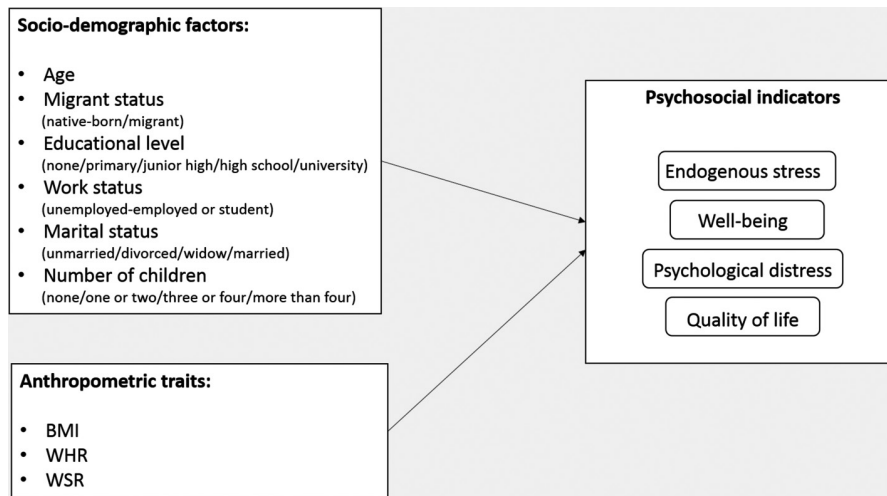 Socio-demographic factors:
• Age
• Migrant status
(native-born/migrant)
• Educational level
(none/primary/junior high/high school/university)
• Work status
(unemployed-employed or student)
• Marital status
(unmarried/divorced/widow/married)
• Number of children
(none/one or two/three or four/more than four)
Anthropometric traits:
• BMI
• WHR
• WSR
Psychosocial indicators
Endogenous stress
Well-being
Psychological distress
Quality of life